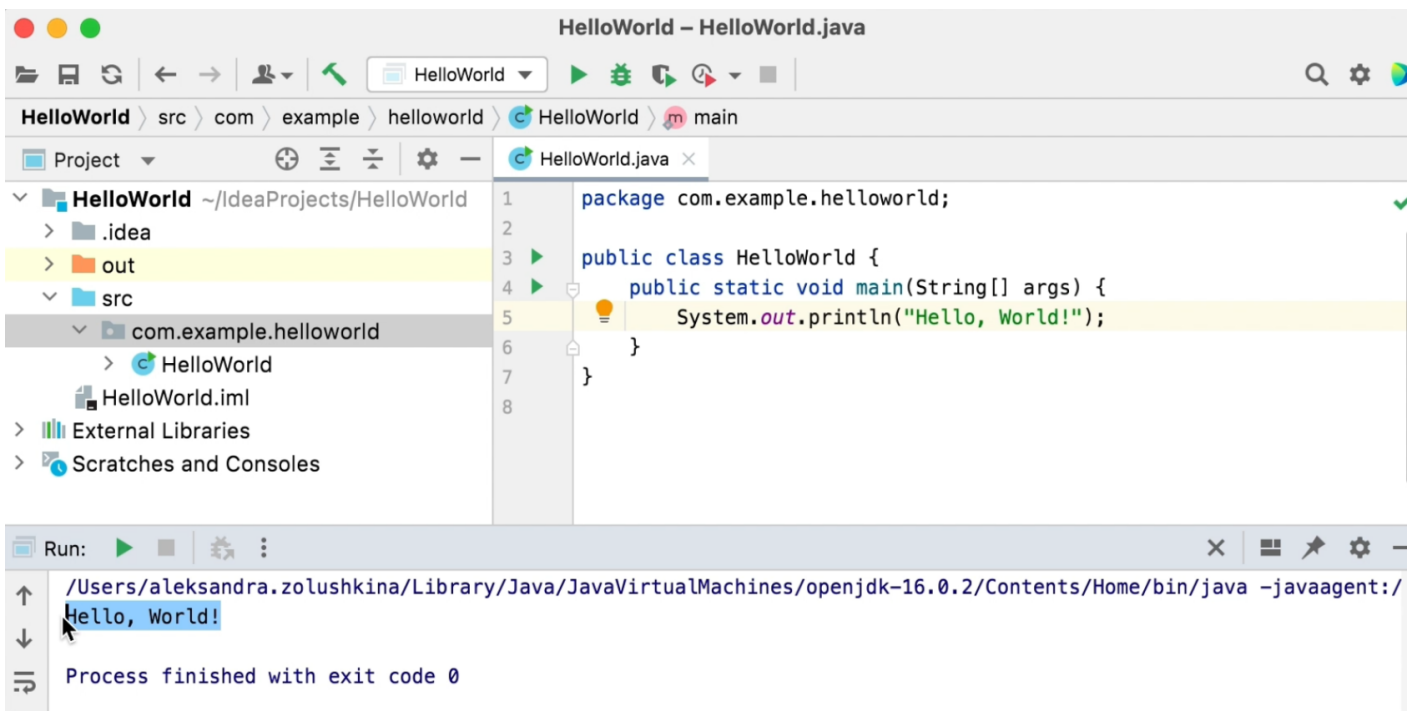 HelloWorld – HelloWorld.java
HelloWorld
HelloWorld src com example helloworld HelloWorld main
Project
HelloWorld ~/IdeaProjects/HelloWorld
.idea
out
src
com.example.helloworld
HelloWorld
HelloWorld.iml
External Libraries
Scratches and Consoles
HelloWorld.java
1 package com.example.helloworld;
2
3 public class HelloWorld {
4 public static void main(String[] args) {
5 System.out.println("Hello, World!");
6 }
7 }
8
Run:
/Users/aleksandra.zolushkina/Library/Java/JavaVirtualMachines/openjdk-16.0.2/Contents/Home/bin/java -javaagent:/
Hello, World!
Process finished with exit code 0